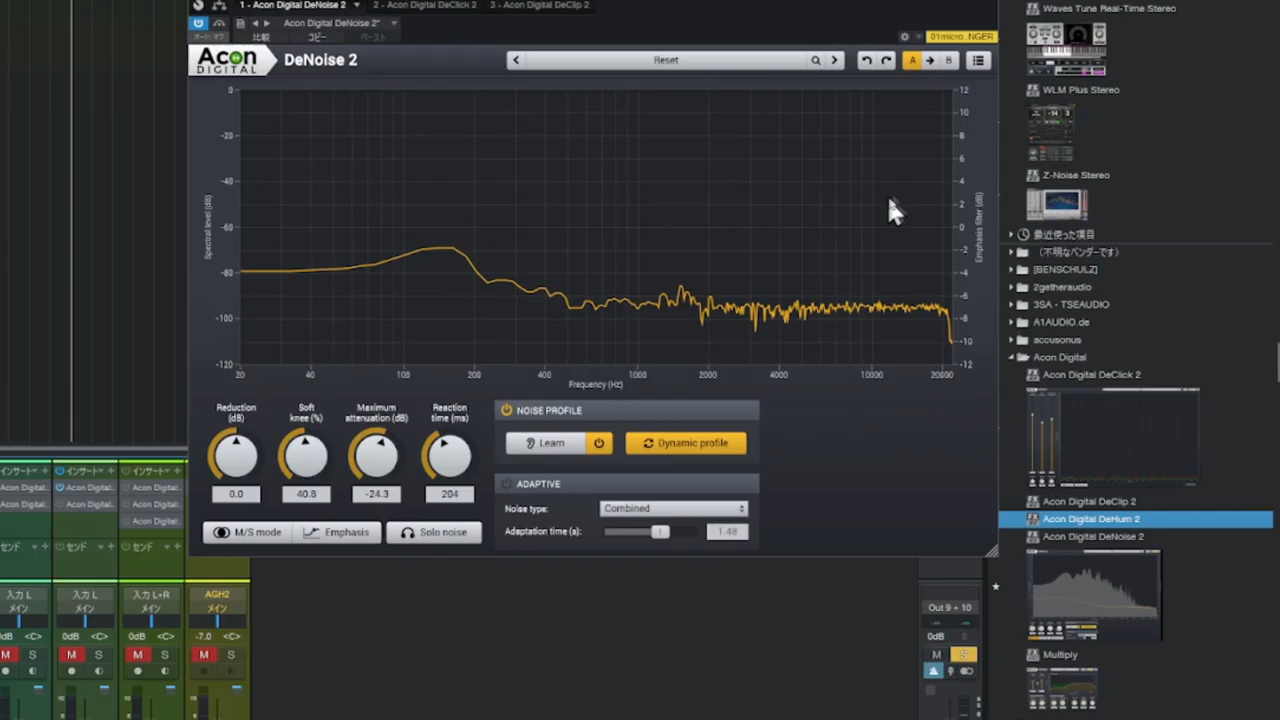 1 - Acon Digital DeNoise 2
2 - Acon Digital DeClick 2
3 - Acon Digital DeClip 2
Acon Digital DeNoise 2*
比較
コピー
ペースト
01micro...NGER
Acon
DIGITAL
DeNoise 2
Reset
A
B
0
-20
-40
-60
-80
-100
-120
Spectral level (dB)
12
10
8
6
4
2
0
-2
-4
-6
-8
-10
-12
Emphasis filter (dB)
20 40 100 200 400 1000 2000 4000 10000 20000
Frequency (Hz)
Reduction
(dB)
Soft
knee (%)
Maximum
attenuation (dB)
Reaction
time (ms)
0.0
40.8
-24.3
204
M/S mode
Emphasis
Solo noise
NOISE PROFILE
Learn
Dynamic profile
ADAPTIVE
Noise type:
Combined
Adaptation time (s):
1.48
インサート
インサート
インサート
Acon Digital..
Acon Digital..
Acon Digital..
Acon Digital..
Acon Digital..
Acon Digital..
センド
センド
センド
入力 L
入力 L
入力 L+R
AGH2
メイン
メイン
メイン
メイン
0dB <C>
0dB <C>
0dB <C>
-7.0 <C>
M S
M S
M S
M S
Out 9 + 10
0dB
0
M
S
Waves Tune Real-Time Stereo
WLM Plus Stereo
Z-Noise Stereo
最近使った項目
（不明なベンダーです）
[BENSCHULZ]
2getheraudio
3SA - TSEAUDIO
A1AUDIO.de
accusonus
Acon Digital
Acon Digital DeClick 2
Acon Digital DeClip 2
Acon Digital DeHum 2
Acon Digital DeNoise 2
Multiply